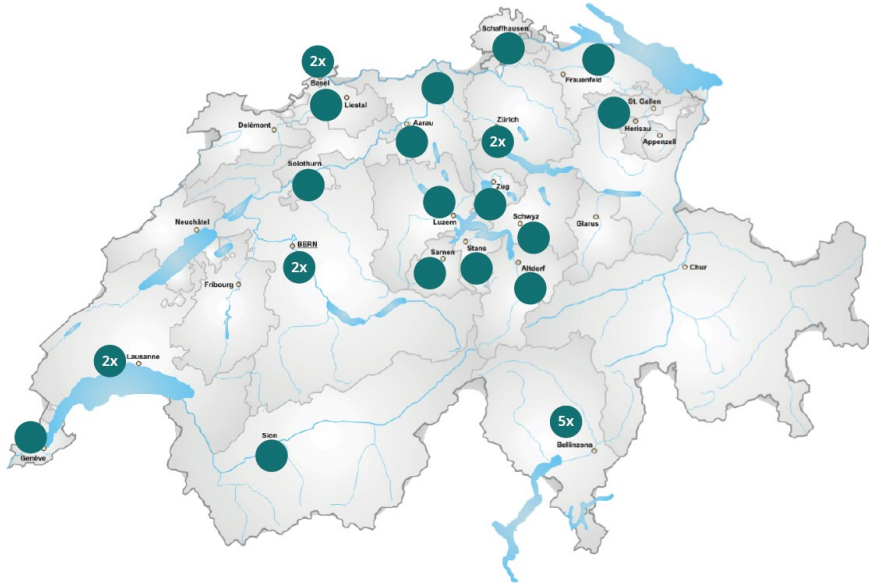 Schaffhausen
2x
Basel
Frauenfeld
Liestal
St. Gallen
Delémont
Aarau
Zürich
Herisau
2x
Appenzell
Solothurn
Zug
Neuchâtel
Luzern
Schwyz
Glarus
BERN
Stans
Sarnen
2x
Altdorf
Chur
Fribourg
2x
Lausanne
5x
Sion
Bellinzona
Genève